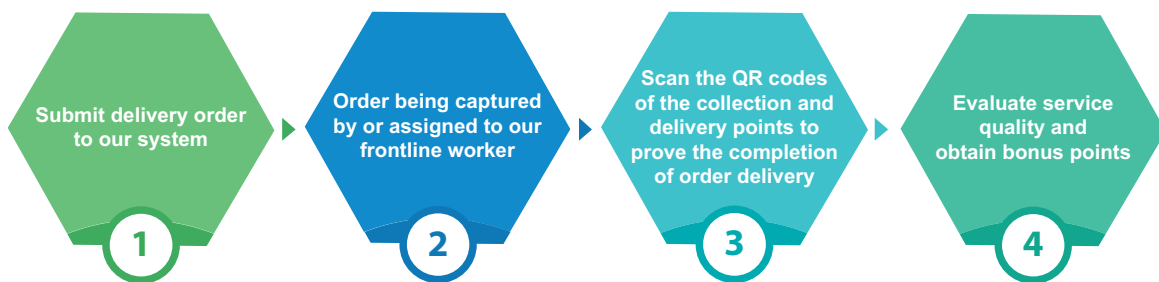 Submit delivery order
to our system
1
Order being captured
by or assigned to our
frontline worker
2
Scan the QR codes
of the collection and
delivery points to
prove the completion
of order delivery
3
Evaluate service
quality and
obtain bonus points
4